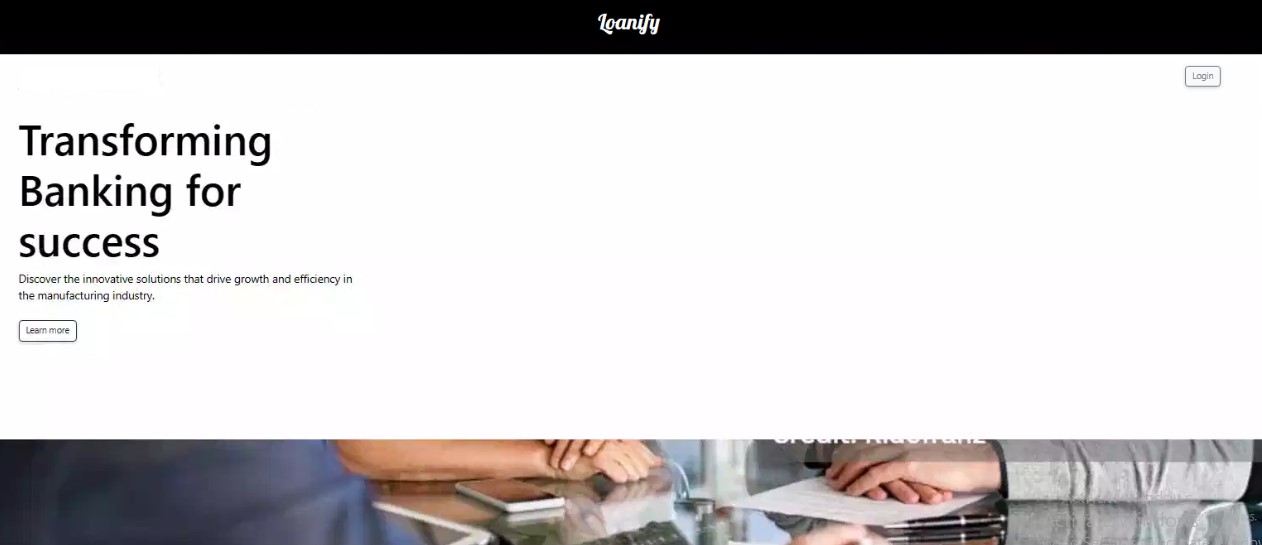 Loanify
Login
Transforming
Banking for
success
Discover the innovative solutions that drive growth and efficiency in
the manufacturing industry.
Learn more
Credit: Ridofranz